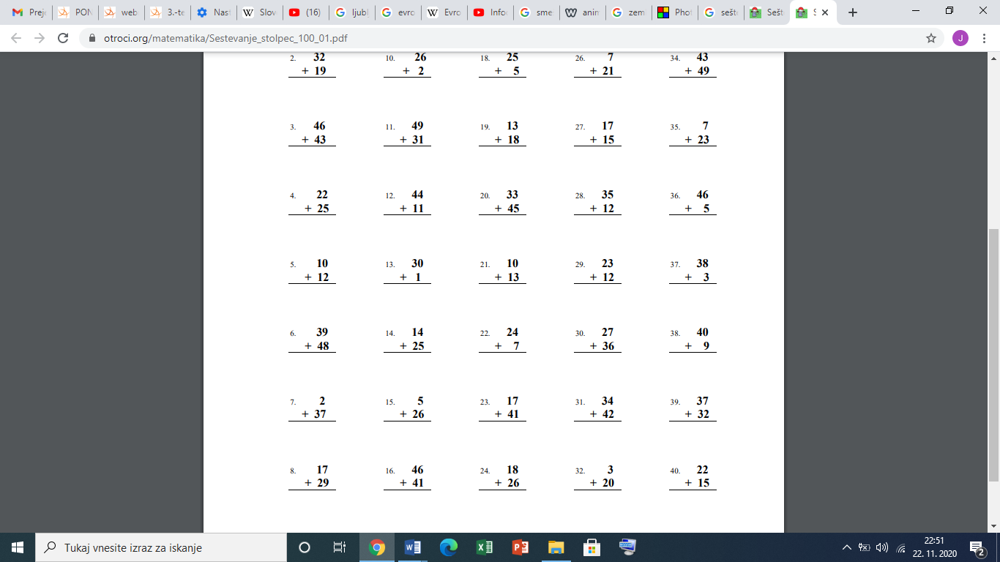 Preje
PON
web
3.-te
Nast
Slov
(16)
ljubl
evro
Evro
Info
sme
anin
zem
Phot
sešte
Sešt
S
otroci.org/matematika/Sestevanje_stolpec_100_01.pdf
J
2. 32 10. 26 18. 25 26. 7 34. 43
+ 19 + 2 + 5 + 21 + 49
3. 46 11. 49 19. 13 27. 17 35. 7
+ 43 + 31 + 18 + 15 + 23
4. 22 12. 44 20. 33 28. 35 36. 46
+ 25 + 11 + 45 + 12 + 5
5. 10 13. 30 21. 10 29. 23 37. 38
+ 12 + 1 + 13 + 12 + 3
6. 39 14. 14 22. 24 30. 27 38. 40
+ 48 + 25 + 7 + 36 + 9
7. 2 15. 5 23. 17 31. 34 39. 37
+ 37 + 26 + 41 + 42 + 32
8. 17 16. 46 24. 18 32. 3 40. 22
+ 29 + 41 + 26 + 20 + 15
Tukaj vnesite izraz za iskanje
22:51
22. 11. 2020
2